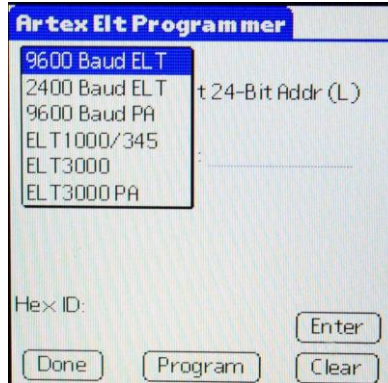 Artex Elt Programmer
9600 Baud ELT
2400 Baud ELT
t 24-Bit Addr (L)
9600 Baud PA
ELT1000/345
:
ELT3000
ELT3000 PA
Hex ID:
Enter
Done
Program
Clear